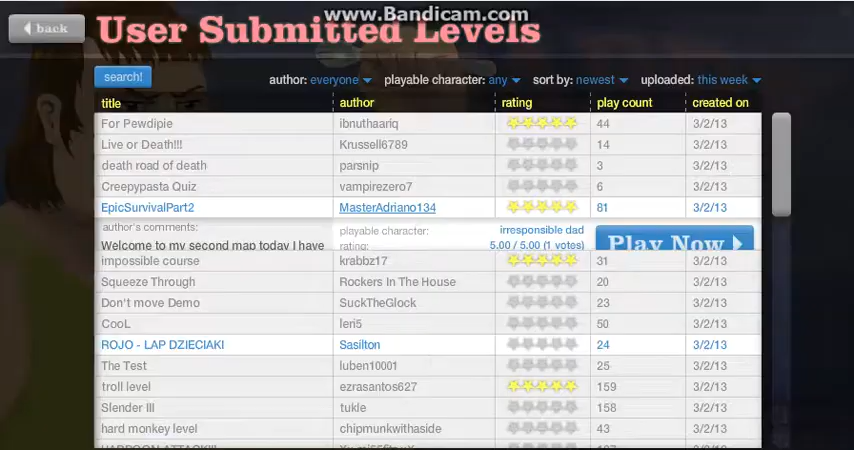 www.Bandicam.com
back
User Submitted Levels
search!
author: everyone playable character: any sort by: newest uploaded: this week
title author rating play count created on
For Pewdipie ibnuthaariq 44 3/2/13
Live or Death!!! Krussell6789 14 3/2/13
death road of death parsnip 3 3/2/13
Creepypasta Quiz vampirezero7 6 3/2/13
EpicSurvivalPart2 MasterAdriano134 81 3/2/13
author's comments: playable character: irresponsible dad
Welcome to my second map today I have rating: 5.00 / 5.00 (1 votes)
Play Now
impossible course krabbz17 31 3/2/13
Squeeze Through Rockers In The House 20 3/2/13
Don't move Demo SuckTheGlock 23 3/2/13
CooL leri5 50 3/2/13
ROJO - LAP DZIECIAKI Sasilton 24 3/2/13
The Test luben10001 25 3/2/13
troll level ezrasantos627 159 3/2/13
Slender III tukle 158 3/2/13
hard monkey level chipmunkwithaside 43 3/2/13